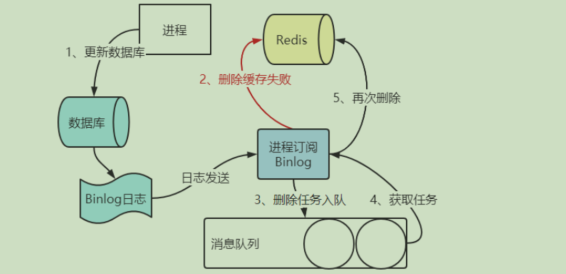 进程
Redis
1、更新数据库
2、删除缓存失败
5、再次删除
数据库
进程订阅
Binlog
日志发送
Binlog日志
3、删除任务入队
4、获取任务
消息队列